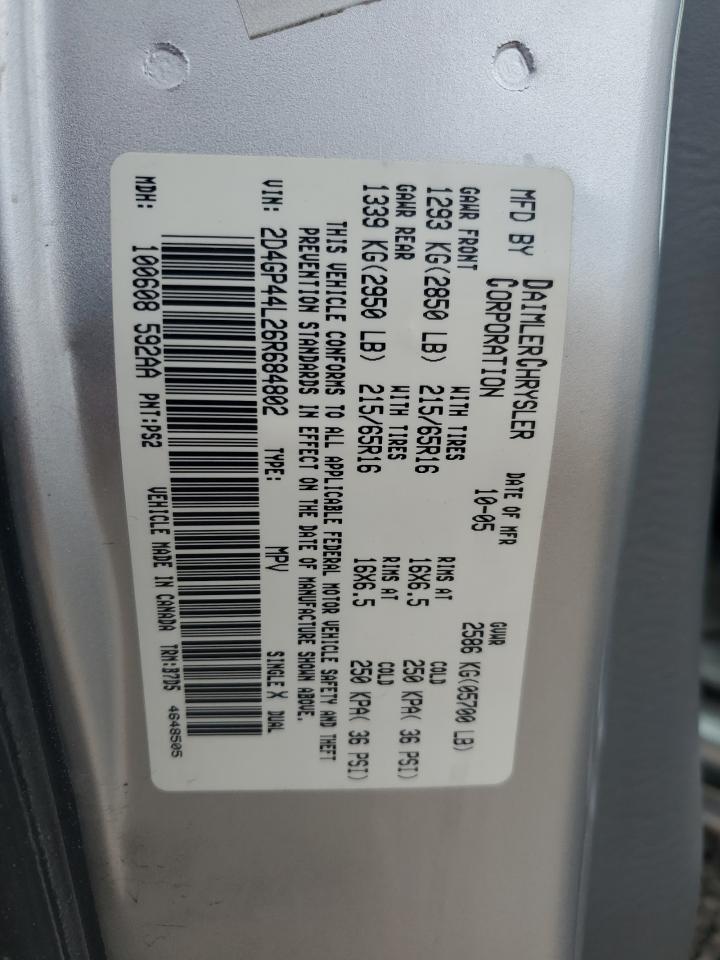 MFD BY DAIMLERCHRYSLER CORPORATION
DATE OF MFR 10-05
GVWR 2586 KG(05700 LB)
GAWR FRONT WITH TIRES RIMS AT COLD
1293 KG(2850 LB) 215/65R16 16X6.5 250 KPA( 36 PSI)
GAWR REAR WITH TIRES RIMS AT COLD
1339 KG(2950 LB) 215/65R16 16X6.5 250 KPA( 36 PSI)
THIS VEHICLE CONFORMS TO ALL APPLICABLE FEDERAL MOTOR VEHICLE SAFETY AND THEFT
PREVENTION STANDARDS IN EFFECT ON THE DATE OF MANUFACTURE SHOWN ABOVE.
VIN: 2D4GP44L26R684802 TYPE: MPV SINGLE X DUAL
MDH: 100608 592AA PNT:PS2 VEHICLE MADE IN CANADA TRM:B7D5 4648505